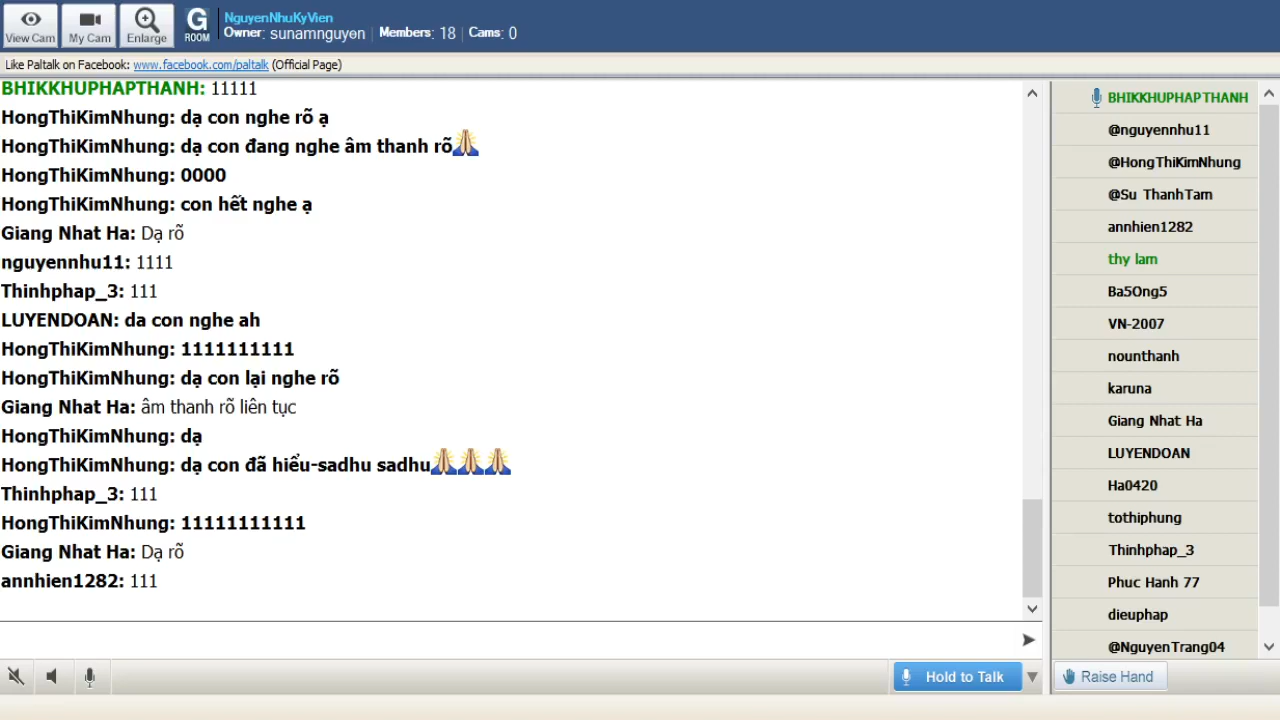 View Cam
My Cam
Enlarge
G
ROOM
NguyenNhuKyVien
Owner: sunamnguyen | Members: 18 | Cams: 0
Like Paltalk on Facebook: www.facebook.com/paltalk (Official Page)
BHIKKHUPHAPTHANH: 11111
HongThiKimNhung: dạ con nghe rõ ạ
HongThiKimNhung: dạ con đang nghe âm thanh rõ
HongThiKimNhung: 0000
HongThiKimNhung: con hết nghe ạ
Giang Nhat Ha: Dạ rõ
nguyennhu11: 1111
Thinhphap_3: 111
LUYENDOAN: da con nghe ah
HongThiKimNhung: 1111111111
HongThiKimNhung: dạ con lại nghe rõ
Giang Nhat Ha: âm thanh rõ liên tục
HongThiKimNhung: dạ
HongThiKimNhung: dạ con đã hiểu-sadhu sadhu
Thinhphap_3: 111
HongThiKimNhung: 11111111111
Giang Nhat Ha: Dạ rõ
annhien1282: 111
Hold to Talk
BHIKKHUPHAPTHANH
@nguyennhu11
@HongThiKimNhung
@Su ThanhTam
annhien1282
thy lam
Ba5Ong5
VN-2007
nounthanh
karuna
Giang Nhat Ha
LUYENDOAN
Ha0420
tothiphung
Thinhphap_3
Phuc Hanh 77
dieuphap
@NguyenTrang04
Raise Hand